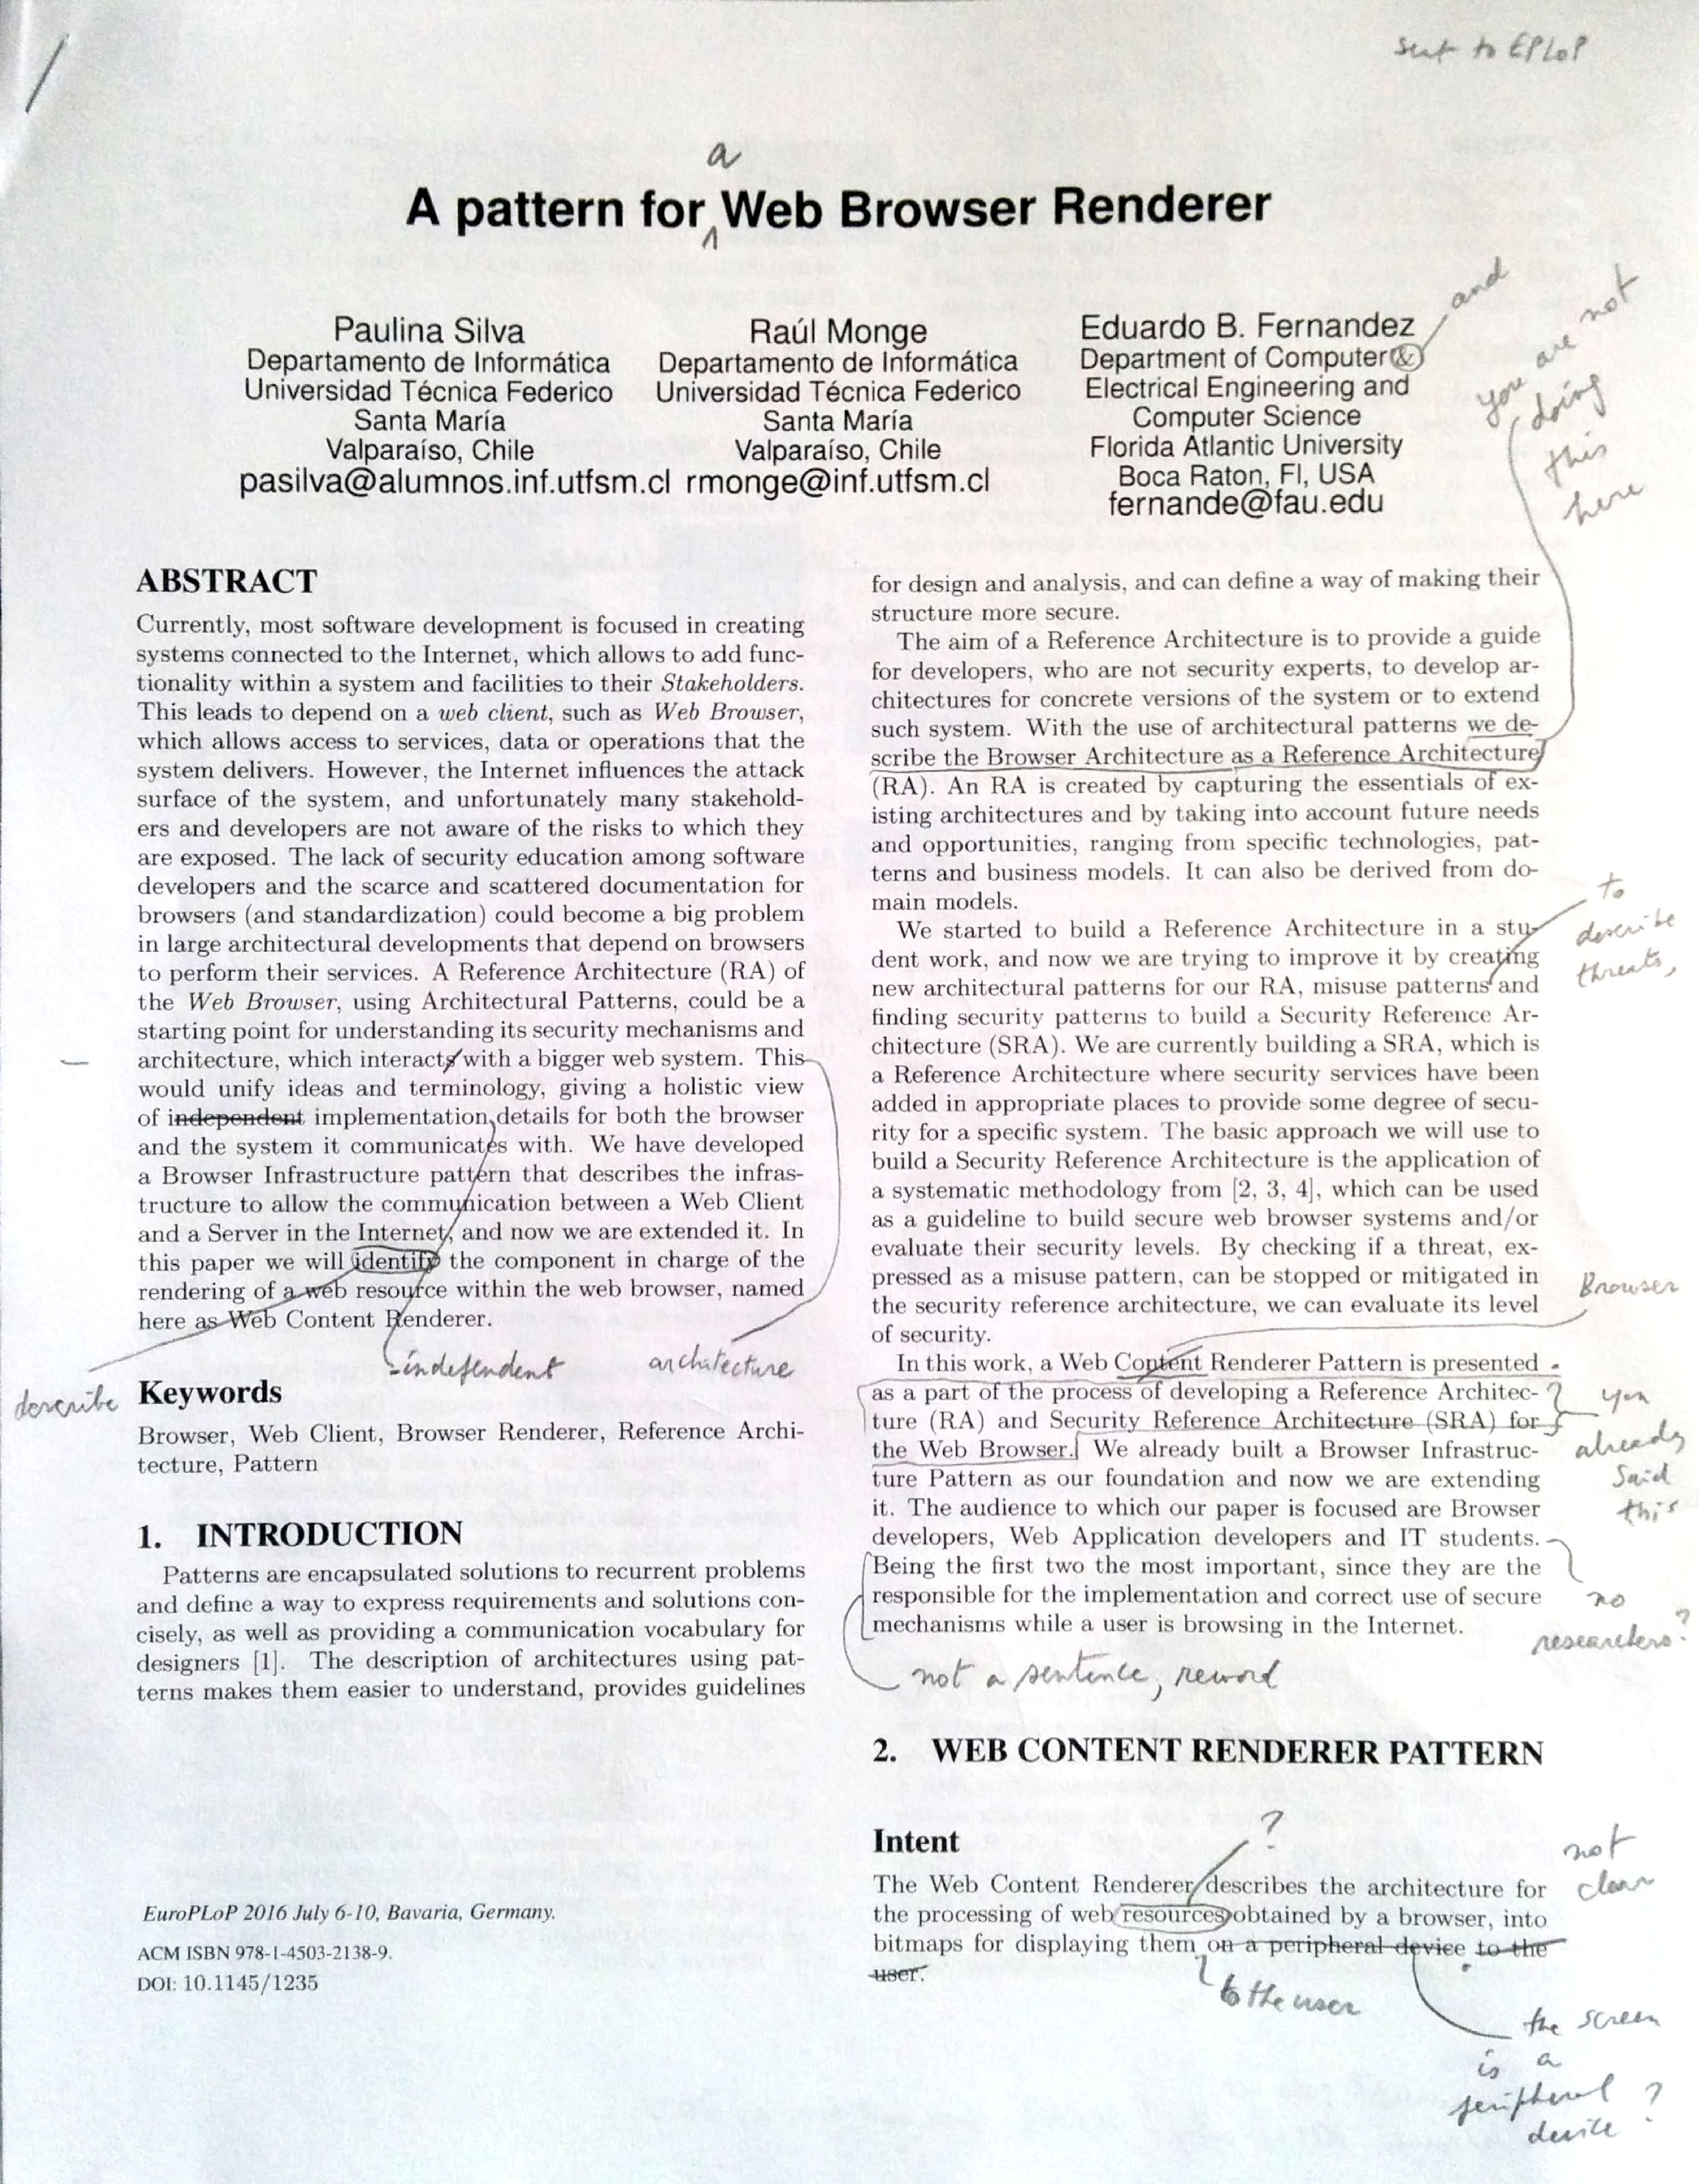 sent to EPLoP
a
A pattern for Web Browser Renderer
and
you are not
doing
this
here
Paulina Silva
Departamento de Informática
Universidad Técnica Federico
Santa María
Valparaíso, Chile
pasilva@alumnos.inf.utfsm.cl
Raúl Monge
Departamento de Informática
Universidad Técnica Federico
Santa María
Valparaíso, Chile
rmonge@inf.utfsm.cl
Eduardo B. Fernandez
Department of Computer &
Electrical Engineering and
Computer Science
Florida Atlantic University
Boca Raton, Fl, USA
fernande@fau.edu
ABSTRACT
Currently, most software development is focused in creating
systems connected to the Internet, which allows to add func-
tionality within a system and facilities to their Stakeholders.
This leads to depend on a web client, such as Web Browser,
which allows access to services, data or operations that the
system delivers. However, the Internet influences the attack
surface of the system, and unfortunately many stakehold-
ers and developers are not aware of the risks to which they
are exposed. The lack of security education among software
developers and the scarce and scattered documentation for
browsers (and standardization) could become a big problem
in large architectural developments that depend on browsers
to perform their services. A Reference Architecture (RA) of
the Web Browser, using Architectural Patterns, could be a
starting point for understanding its security mechanisms and
architecture, which interacts with a bigger web system. This
would unify ideas and terminology, giving a holistic view
of independent implementation details for both the browser
and the system it communicates with. We have developed
a Browser Infrastructure pattern that describes the infras-
tructure to allow the communication between a Web Client
and a Server in the Internet, and now we are extended it. In
this paper we will identify the component in charge of the
rendering of a web resource within the web browser, named
here as Web Content Renderer.
-independent
architecture
describe
Keywords
Browser, Web Client, Browser Renderer, Reference Archi-
tecture, Pattern
1. INTRODUCTION
Patterns are encapsulated solutions to recurrent problems
and define a way to express requirements and solutions con-
cisely, as well as providing a communication vocabulary for
designers [1]. The description of architectures using pat-
terns makes them easier to understand, provides guidelines
EuroPLoP 2016 July 6-10, Bavaria, Germany.
ACM ISBN 978-1-4503-2138-9.
DOI: 10.1145/1235
for design and analysis, and can define a way of making their
structure more secure.
The aim of a Reference Architecture is to provide a guide
for developers, who are not security experts, to develop ar-
chitectures for concrete versions of the system or to extend
such system. With the use of architectural patterns we de-
scribe the Browser Architecture as a Reference Architecture
(RA). An RA is created by capturing the essentials of ex-
isting architectures and by taking into account future needs
and opportunities, ranging from specific technologies, pat-
terns and business models. It can also be derived from do-
main models.
We started to build a Reference Architecture in a stu-
dent work, and now we are trying to improve it by creating
new architectural patterns for our RA, misuse patterns and
finding security patterns to build a Security Reference Ar-
chitecture (SRA). We are currently building a SRA, which is
a Reference Architecture where security services have been
added in appropriate places to provide some degree of secu-
rity for a specific system. The basic approach we will use to
build a Security Reference Architecture is the application of
a systematic methodology from [2, 3, 4], which can be used
as a guideline to build secure web browser systems and/or
evaluate their security levels. By checking if a threat, ex-
pressed as a misuse pattern, can be stopped or mitigated in
the security reference architecture, we can evaluate its level
of security.
In this work, a Web Content Renderer Pattern is presented
as a part of the process of developing a Reference Architec-
ture (RA) and Security Reference Architecture (SRA) for
the Web Browser. We already built a Browser Infrastruc-
ture Pattern as our foundation and now we are extending
it. The audience to which our paper is focused are Browser
developers, Web Application developers and IT students.
Being the first two the most important, since they are the
responsible for the implementation and correct use of secure
mechanisms while a user is browsing in the Internet.
to
describe
threats,
Browser
you
already
said
this
no
researchers?
not a sentence, reword
2. WEB CONTENT RENDERER PATTERN
Intent
?
The Web Content Renderer describes the architecture for
the processing of web resources obtained by a browser, into
bitmaps for displaying them on a peripheral device to the
user.
not
clear
to the user
the screen
is a
peripheral
device?